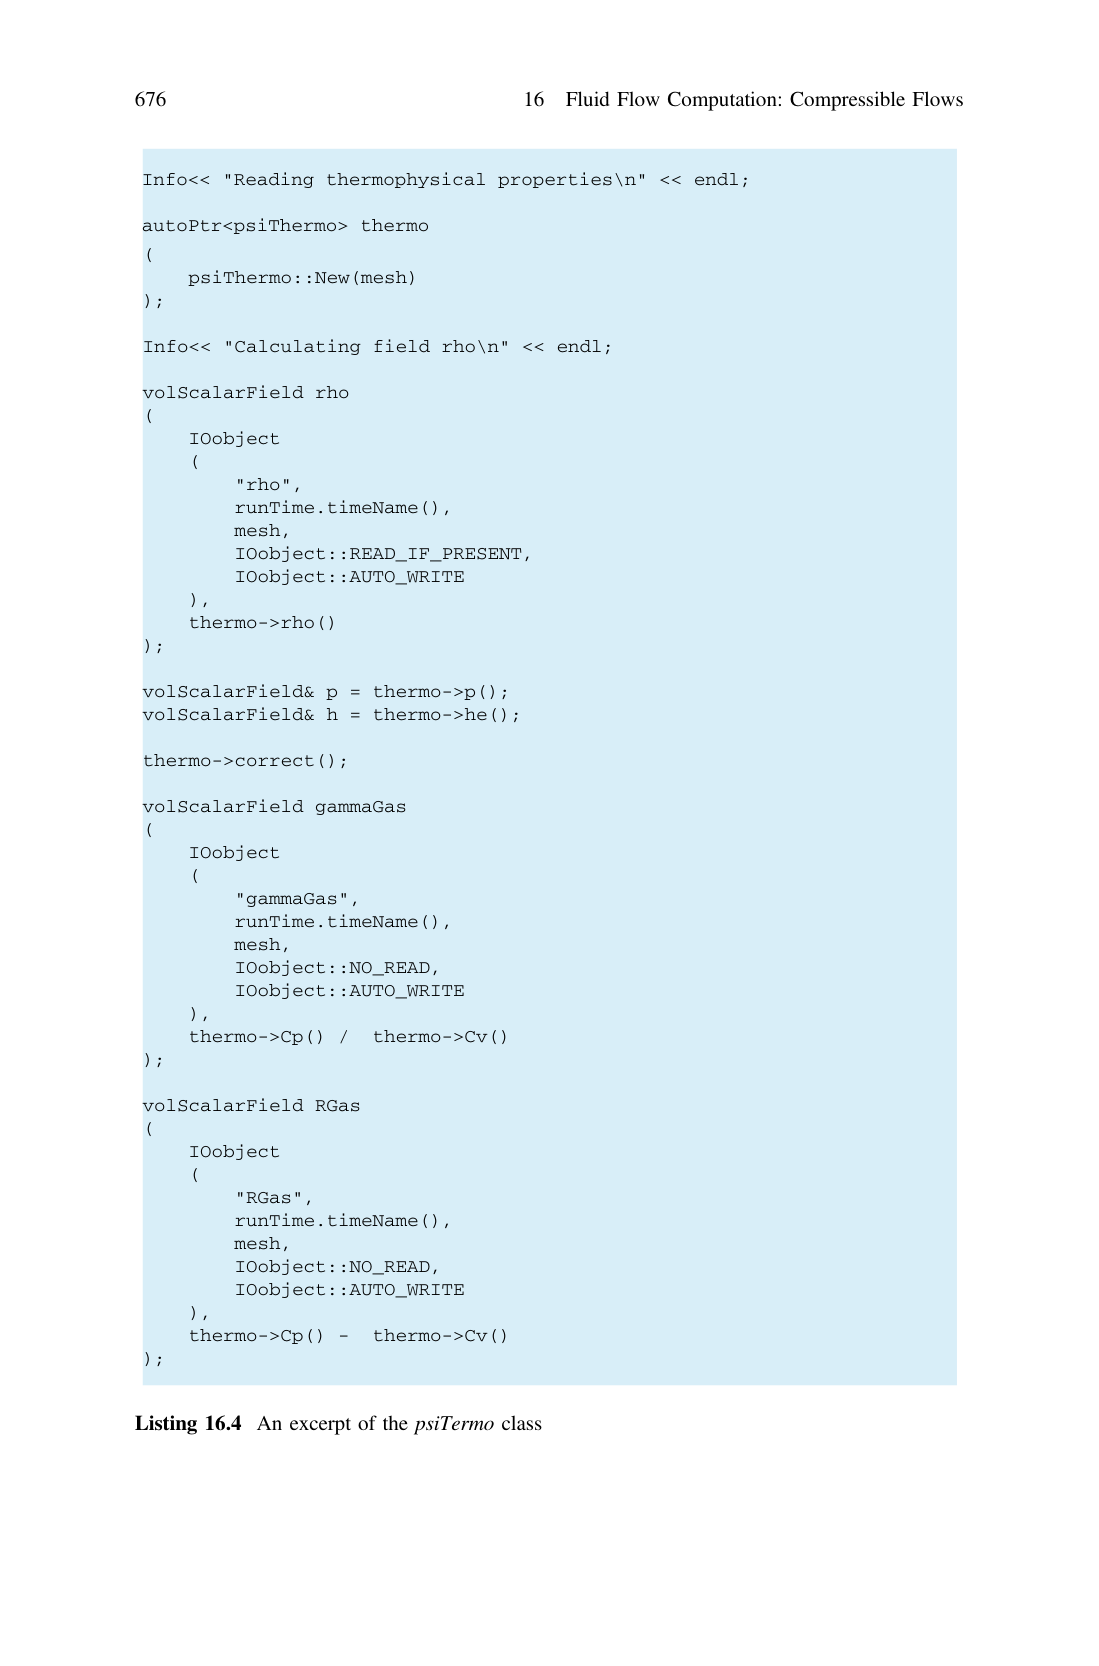 676 16 Fluid Flow Computation: Compressible Flows
Info<< "Reading thermophysical properties\n" << endl;
autoPtr<psiThermo> thermo
(
    psiThermo::New(mesh)
);
Info<< "Calculating field rho\n" << endl;
volScalarField rho
(
    IOobject
    (
        "rho",
        runTime.timeName(),
        mesh,
        IOobject::READ_IF_PRESENT,
        IOobject::AUTO_WRITE
    ),
    thermo->rho()
);
volScalarField& p = thermo->p();
volScalarField& h = thermo->he();
thermo->correct();
volScalarField gammaGas
(
    IOobject
    (
        "gammaGas",
        runTime.timeName(),
        mesh,
        IOobject::NO_READ,
        IOobject::AUTO_WRITE
    ),
    thermo->Cp() /  thermo->Cv()
);
volScalarField RGas
(
    IOobject
    (
        "RGas",
        runTime.timeName(),
        mesh,
        IOobject::NO_READ,
        IOobject::AUTO_WRITE
    ),
    thermo->Cp() -  thermo->Cv()
);
Listing 16.4 An excerpt of the psiTermo class